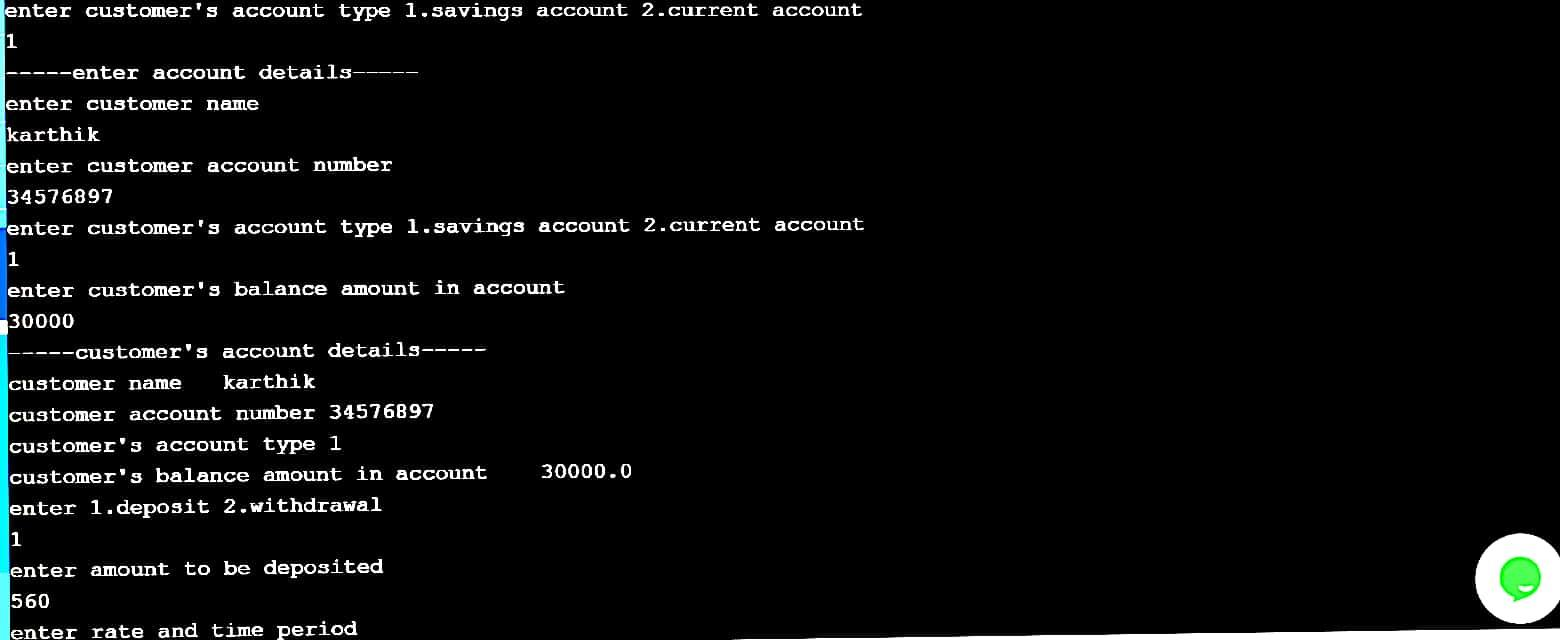 enter customer's account type 1.savings account 2.current account
1
-----enter account details-----
enter customer name
karthik
enter customer account number
34576897
enter customer's account type 1.savings account 2.current account
1
enter customer's balance amount in account
30000
-----customer's account details-----
customer name   karthik
customer account number 34576897
customer's account type 1
customer's balance amount in account    30000.0
enter 1.deposit 2.withdrawal
1
enter amount to be deposited
560
enter rate and time period